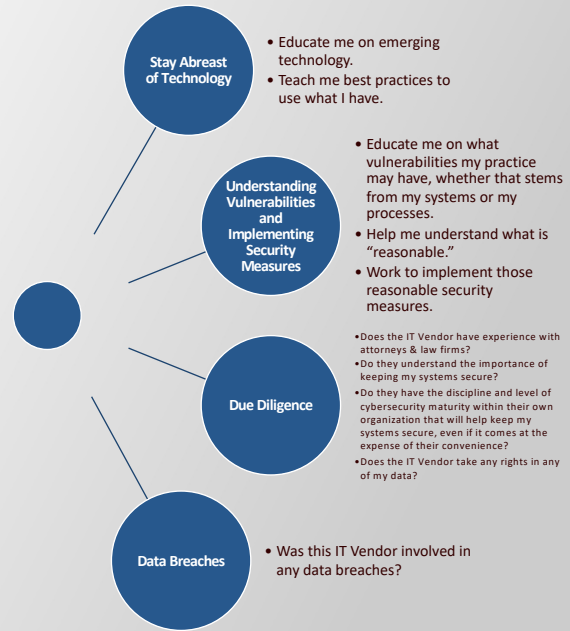 Stay Abreast
of Technology
• Educate me on emerging
technology.
• Teach me best practices to
use what I have.
Understanding
Vulnerabilities
and
Implementing
Security
Measures
• Educate me on what
vulnerabilities my practice
may have, whether that stems
from my systems or my
processes.
• Help me understand what is
“reasonable.”
• Work to implement those
reasonable security
measures.
Due Diligence
•Does the IT Vendor have experience with
attorneys & law firms?
•Do they understand the importance of
keeping my systems secure?
•Do they have the discipline and level of
cybersecurity maturity within their own
organization that will help keep my
systems secure, even if it comes at the
expense of their convenience?
•Does the IT Vendor take any rights in any
of my data?
Data Breaches
• Was this IT Vendor involved in
any data breaches?